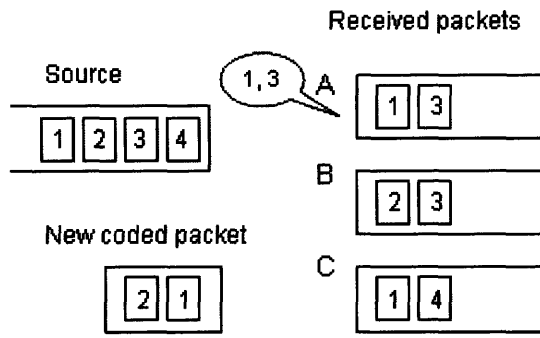 Received packets
Source
1, 3
A
1 2 3 4
1 3
B
2 3
New coded packet
2 1
C
1 4